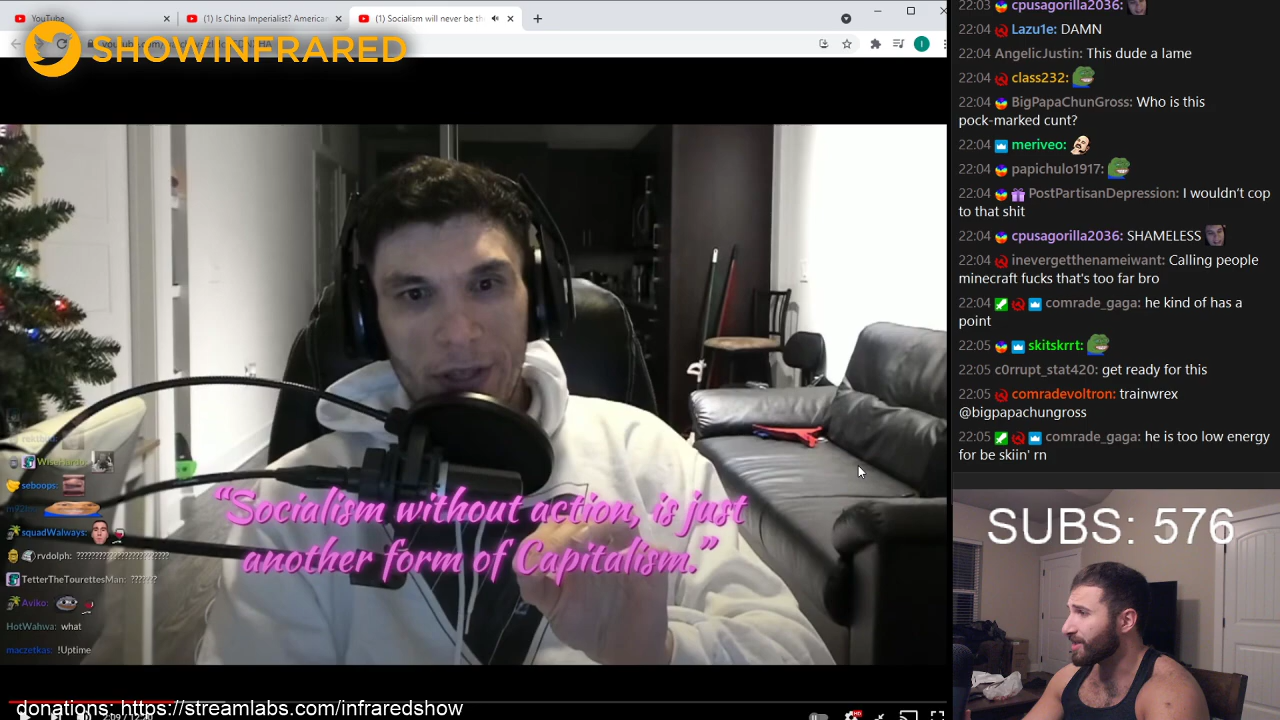 YouTube
(1) Is China Imperialist? American
(1) Socialism will never be th
SHOWINFRARED
WiseHardo:
seboops:
squadWalways:
rvdolph: ????????????????????????
TetterTheTourettesMan: ???????
Aviko:
HotWahwa: what
maczetkas: !Uptime
"Socialism without action, is just
another form of Capitalism."
donations: https://streamlabs.com/infraredshow
22:03 cpusagorilla2036:
22:04 Lazu1e: DAMN
22:04 AngelicJustin: This dude a lame
22:04 class232:
22:04 BigPapaChunGross: Who is this
pock-marked cunt?
22:04 meriveo:
22:04 papichulo1917:
22:04 PostPartisanDepression: I wouldn't cop
to that shit
22:04 cpusagorilla2036: SHAMELESS
22:04 inevergetthenameiwant: Calling people
minecraft fucks that's too far bro
22:04 comrade_gaga: he kind of has a
point
22:05 skitskrrt:
22:05 c0rrupt_stat420: get ready for this
22:05 comradevoltron: trainwrex
@bigpapachungross
22:05 comrade_gaga: he is too low energy
for be skiin' rn
SUBS: 576